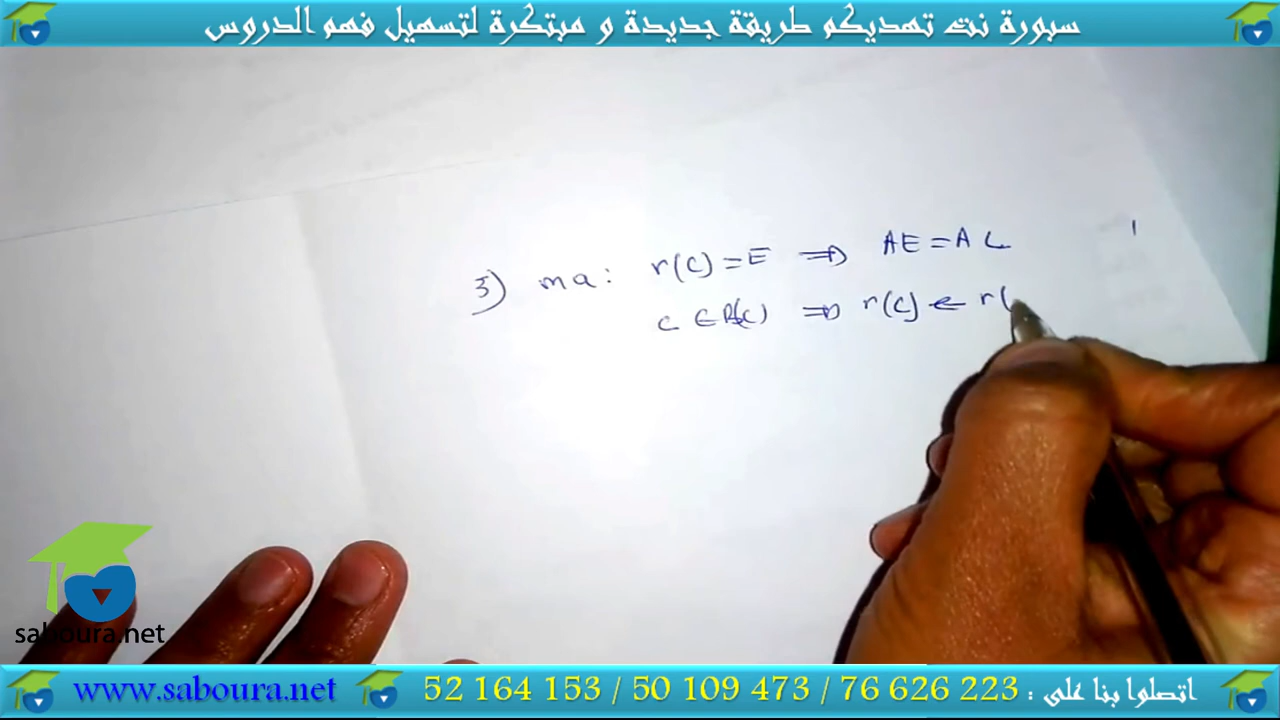 سبورة نت تهديكم طريقة جديدة و مبتكرة لتسهيل فهم الدروس
3) ma: r(C) = E ⇒ AE = AC
r(C) ∈ r(
saboura.net
www.saboura.net 52 164 153 / 50 109 473 / 76 626 223 : اتصلوا بنا على